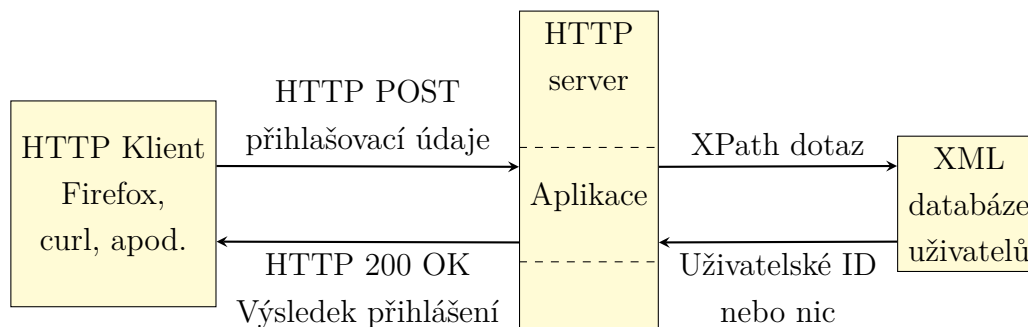 HTTP Klient
Firefox,
curl, apod.
HTTP POST
přihlašovací údaje
HTTP 200 OK
Výsledek přihlášení
HTTP
server
Aplikace
XPath dotaz
Uživatelské ID
nebo nic
XML
databáze
uživatelů